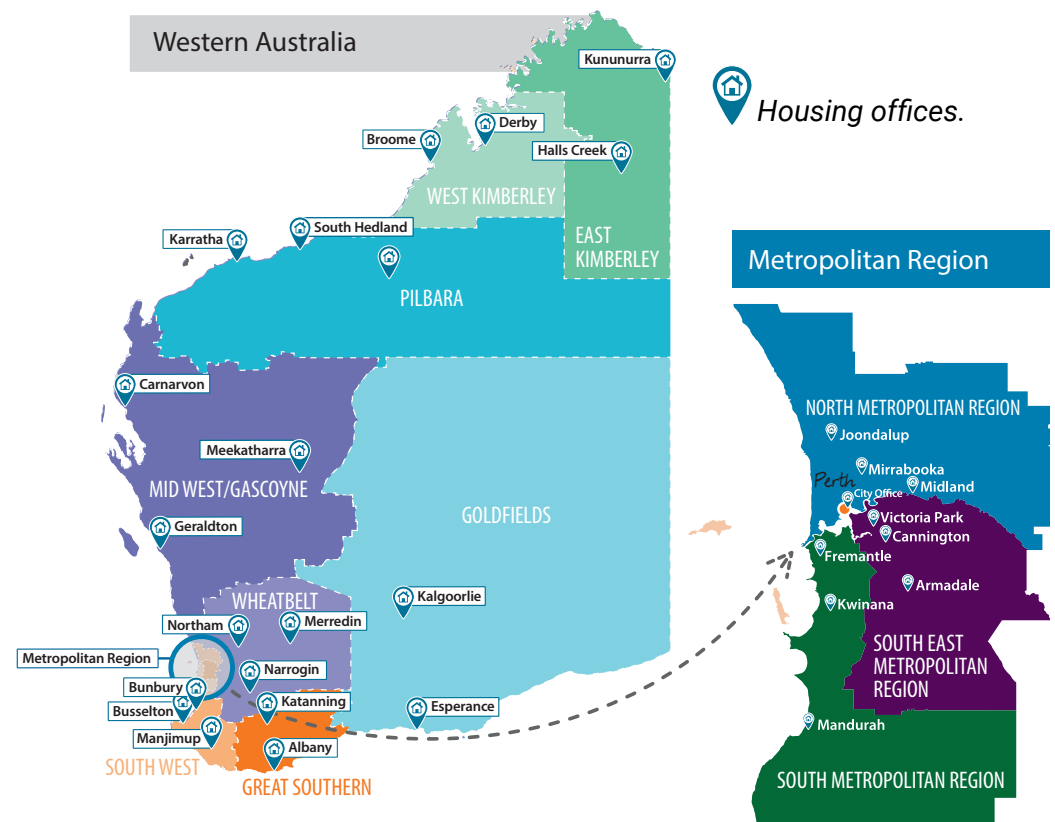 Western Australia
Kununurra
Housing offices.
Derby
Broome
Halls Creek
WEST KIMBERLEY
South Hedland
Karratha
EAST
KIMBERLEY
PILBARA
Metropolitan Region
Carnarvon
Meekatharra
MID WEST/GASCOYNE
Geraldton
GOLDFIELDS
WHEATBELT
Kalgoorlie
Northam
Merredin
Metropolitan Region
Narrogin
Bunbury
Katanning
Busselton
Esperance
Manjimup
Albany
SOUTH WEST
GREAT SOUTHERN
NORTH METROPOLITAN REGION
Joondalup
Mirrabooka
Perth
Midland
City Office
Victoria Park
Cannington
Fremantle
Armadale
Kwinana
SOUTH EAST
METROPOLITAN
REGION
Mandurah
SOUTH METROPOLITAN REGION